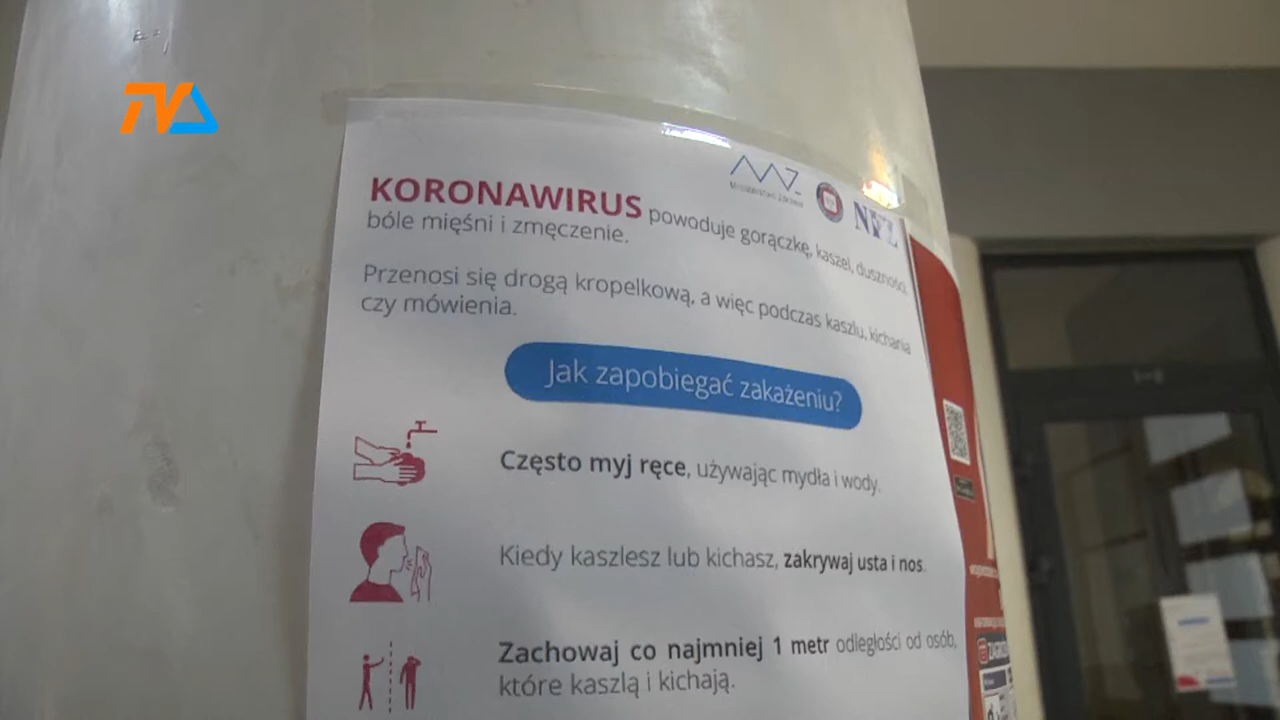 TVA
Ministerstwo Zdrowia
NFZ
KORONAWIRUS powoduje gorączkę, kaszel, duszności,
bóle mięśni i zmęczenie.
Przenosi się drogą kropelkową, a więc podczas kaszlu, kichania
czy mówienia.
Jak zapobiegać zakażeniu?
Często myj ręce, używając mydła i wody.
Kiedy kaszlesz lub kichasz, zakrywaj usta i nos.
Zachowaj co najmniej 1 metr odległości od osób,
które kaszlą i kichają.